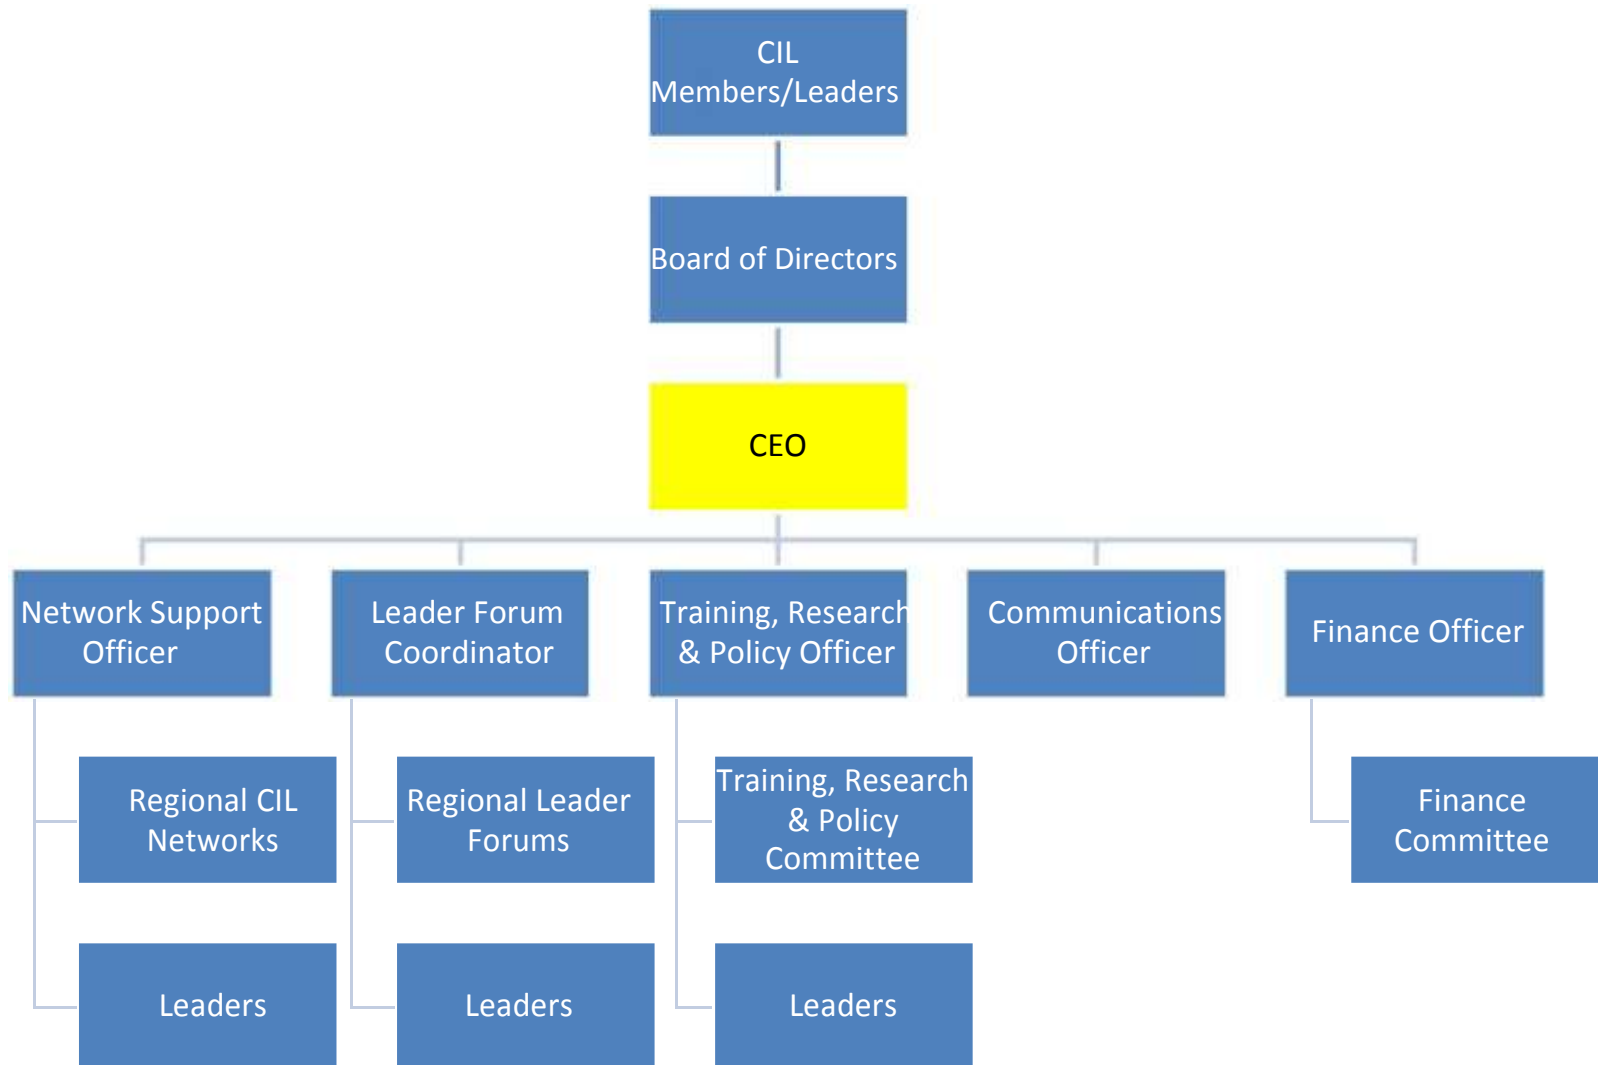 CIL
Members/Leaders
Board of Directors
CEO
Network Support
Officer
Leader Forum
Coordinator
Training, Research
& Policy Officer
Communications
Officer
Finance Officer
Regional CIL
Networks
Regional Leader
Forums
Training, Research
& Policy
Committee
Finance
Committee
Leaders
Leaders
Leaders